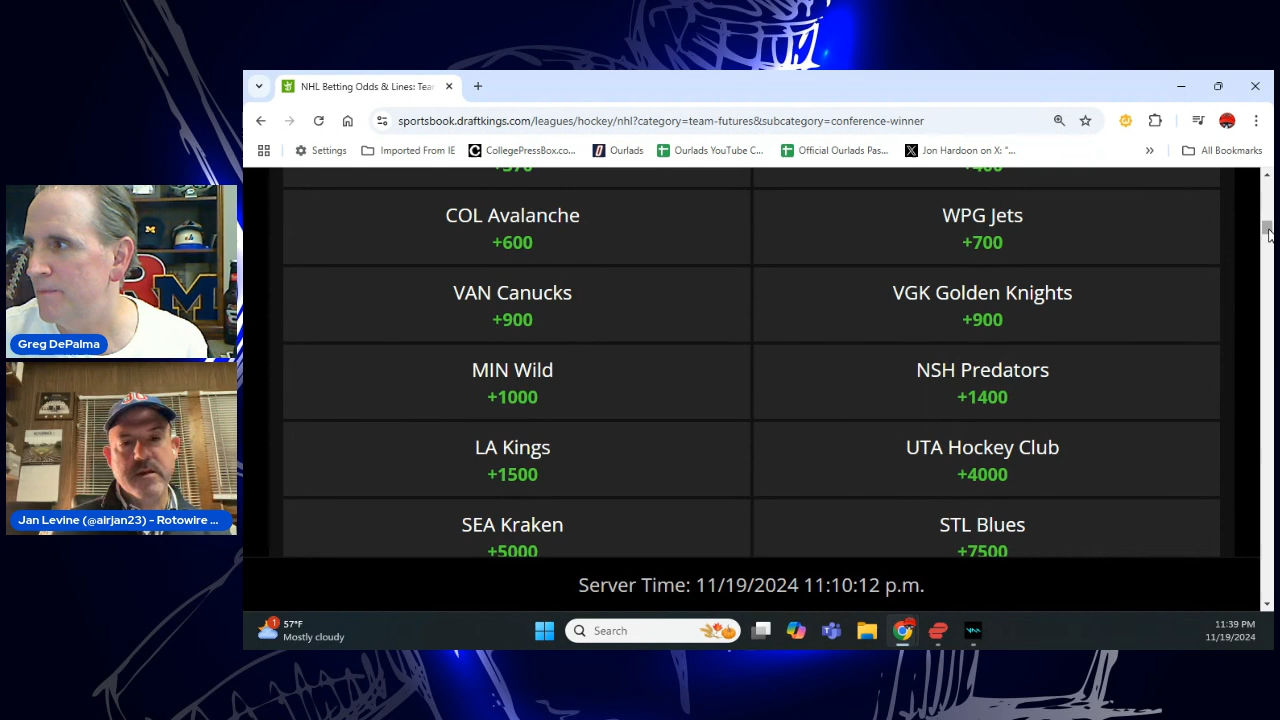 NHL Betting Odds & Lines: Tea
sportsbook.draftkings.com/leagues/hockey/nhl?category=team-futures&subcategory=conference-winner
Settings
Imported From IE
CollegePressBox.co...
Ourlads
Ourlads YouTube C...
Official Ourlads Pas...
Jon Hardoon on X: "...
»
All Bookmarks
COL Avalanche
+600
WPG Jets
+700
VAN Canucks
+900
VGK Golden Knights
+900
MIN Wild
+1000
NSH Predators
+1400
LA Kings
+1500
UTA Hockey Club
+4000
SEA Kraken
+5000
STL Blues
+7500
Server Time: 11/19/2024 11:10:12 p.m.
Greg DePalma
Jan Levine (@alrjan23) - Rotowire ...
1
57°F
Mostly cloudy
Search
11:39 PM
11/19/2024